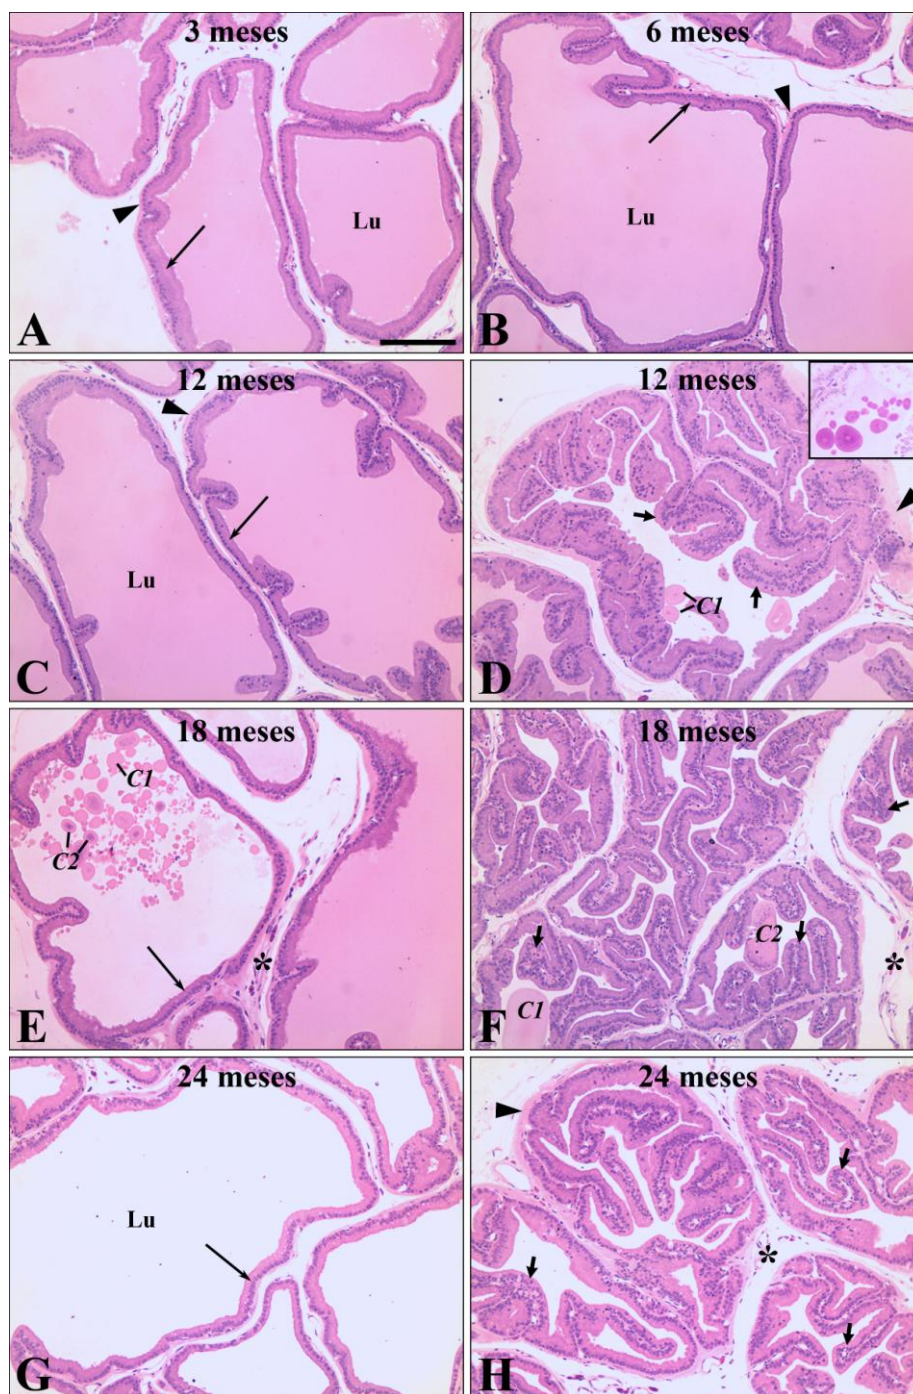 3 meses
Lu
A
6 meses
Lu
B
12 meses
Lu
C
12 meses
C1
D
18 meses
C1
C2
*
E
18 meses
C2
*
C1
F
24 meses
Lu
G
24 meses
*
H